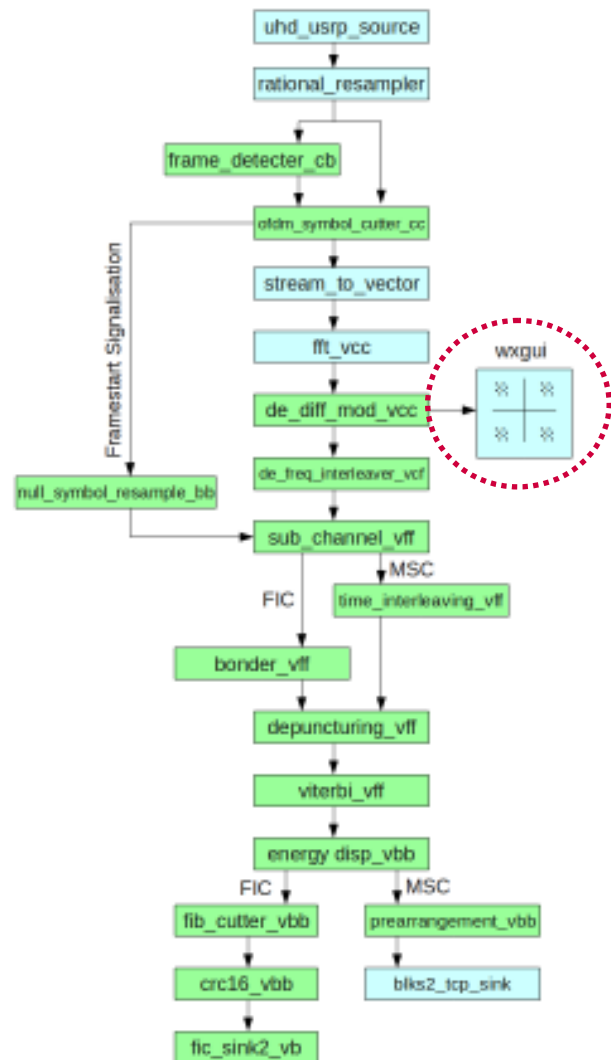 uhd_usrp_source
rational_resampler
frame_detecter_cb
ofdm_symbol_cutter_cc
Framestart Signalisation
stream_to_vector
fft_vcc
wxgui
de_diff_mod_vcc
de_freq_interleaver_vcf
null_symbol_resample_bb
sub_channel_vff
FIC
MSC
time_interleaving_vff
bonder_vff
depuncturing_vff
viterbi_vff
energy disp_vbb
FIC
MSC
fib_cutter_vbb
prearrangement_vbb
crc16_vbb
blks2_tcp_sink
fic_sink2_vb